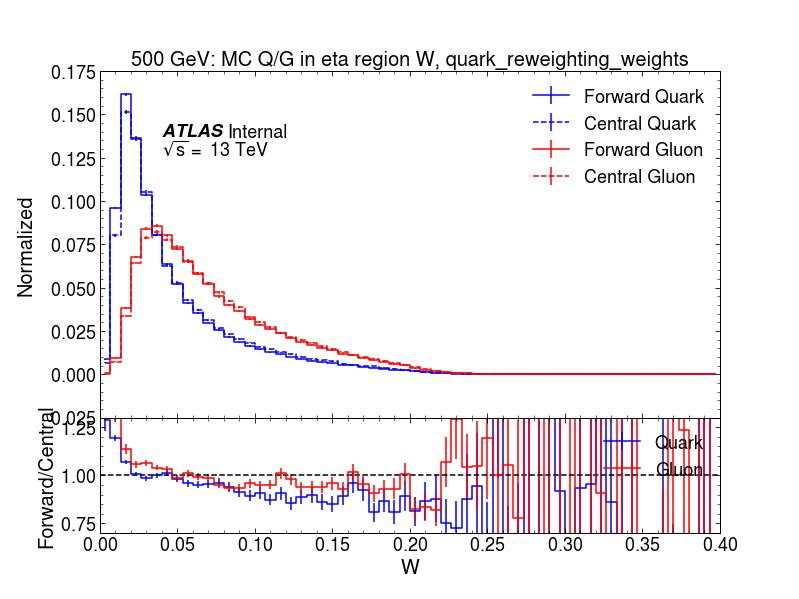 500 GeV: MC Q/G in eta region W, quark_reweighting_weights
Normalized
0.175
0.150
0.125
0.100
0.075
0.050
0.025
0.000
0.025
ATLAS Internal
√s = 13 TeV
Forward Quark
Central Quark
Forward Gluon
Central Gluon
Forward/Central
1.25
1.00
0.75
Quark
Gluon
0.00 0.05 0.10 0.15 0.20 0.25 0.30 0.35 0.40
W